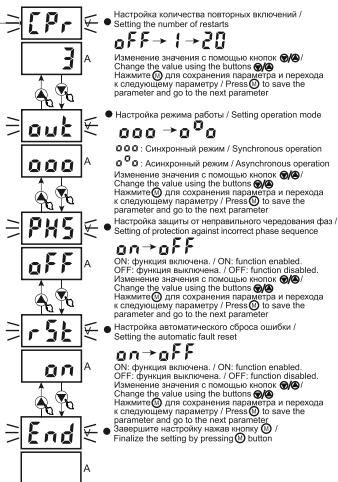 CPr
Настройка количества повторных включений /
Setting the number of restarts
oFF→1→20
3 A
Изменение значения с помощью кнопок /
Change the value using the buttons /
Нажмите M для сохранения параметра и перехода
к следующему параметру / Press M to save the
parameter and go to the next parameter
out
Настройка режима работы / Setting operation mode
ooo→oºo
ooo A
ooo : Синхронный режим / Synchronous operation
oºo : Асинхронный режим / Asynchronous operation
Изменение значения с помощью кнопок /
Change the value using the buttons /
Нажмите M для сохранения параметра и перехода
к следующему параметру / Press M to save the
parameter and go to the next parameter
PHS
Настройка защиты от неправильного чередования фаз /
Setting of protection against incorrect phase sequence
on→oFF
oFF A
ON: функция включена. / ON: function enabled.
OFF: функция выключена. / OFF: function disabled.
Изменение значения с помощью кнопок /
Change the value using the buttons /
Нажмите M для сохранения параметра и перехода
к следующему параметру / Press M to save the
parameter and go to the next parameter
rSt
Настройка автоматического сброса ошибки /
Setting the automatic fault reset
on→oFF
on A
ON: функция включена. / ON: function enabled.
OFF: функция выключена. / OFF: function disabled.
Изменение значения с помощью кнопок /
Change the value using the buttons /
Нажмите M для сохранения параметра и перехода
к следующему параметру / Press M to save the
parameter and go to the next parameter
End
Завершите настройку нажав кнопку M /
Finalize the setting by pressing M button
A